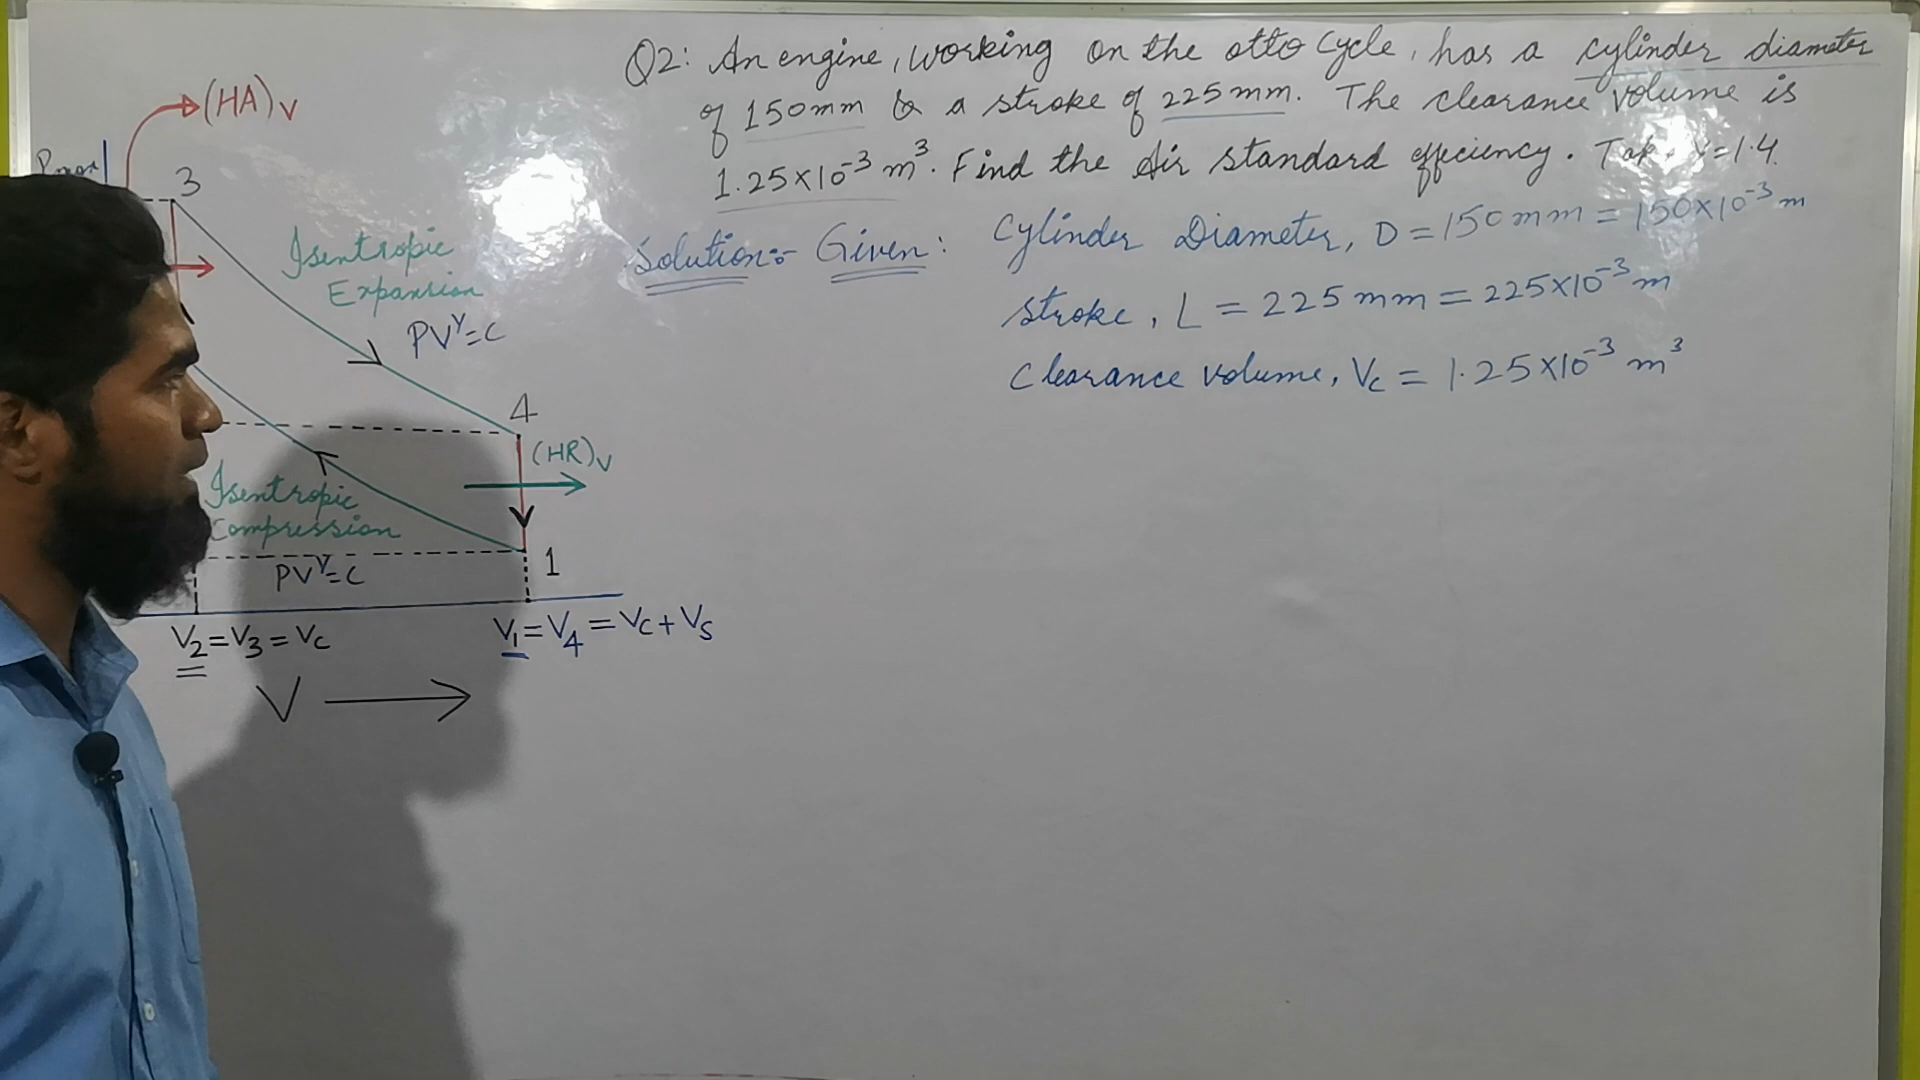 Q2: An engine, working on the otto cycle, has a cylinder diameter
of 150mm & a stroke of 225mm. The clearance volume is
1.25×10⁻³ m³. Find the Air standard efficiency. γ=1.4.
Solution:- Given: Cylinder Diameter, D = 150mm = 150×10⁻³ m
stroke, L = 225mm = 225×10⁻³ m
Clearance volume, Vc = 1.25×10⁻³ m³
(HA)V
3
Isentropic
Expansion
PVᵞ=C
4
(HR)V
Isentropic
Compression
PVᵞ=C
1
V2=V3=Vc
V1=V4=Vc+Vs
V